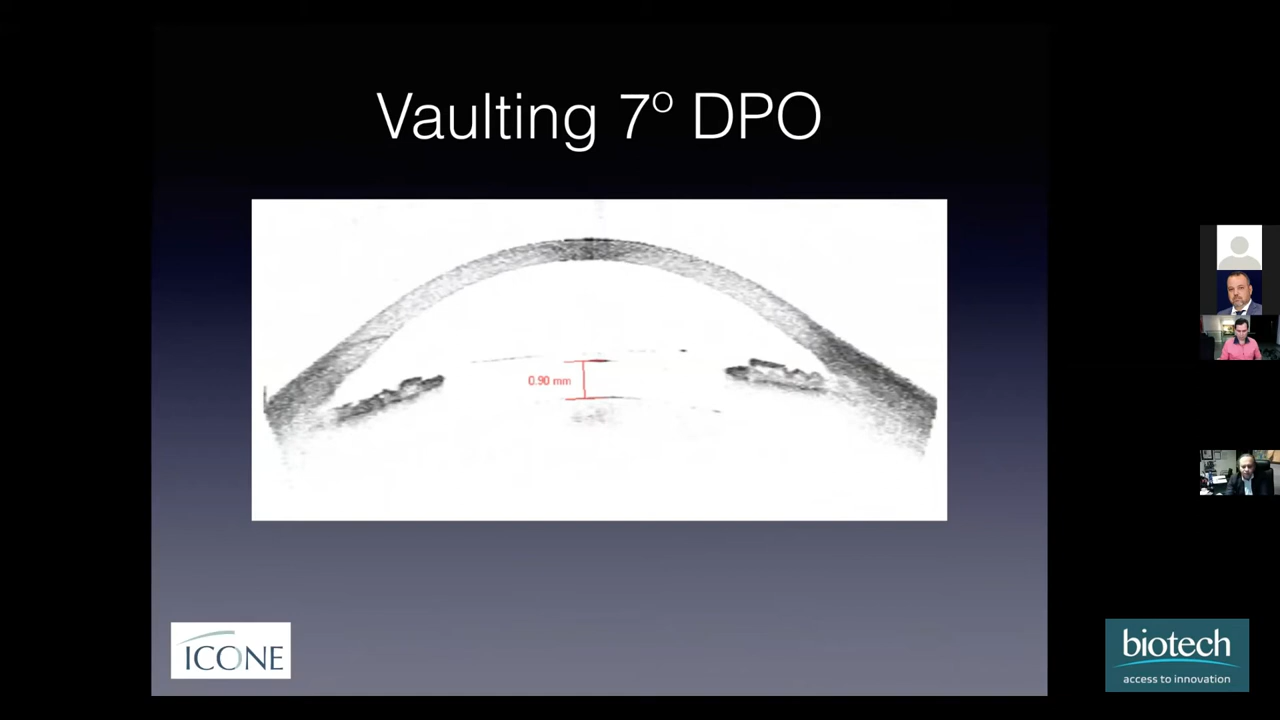 Vaulting 7º DPO
0.90 mm
ICONE
biotech
access to innovation